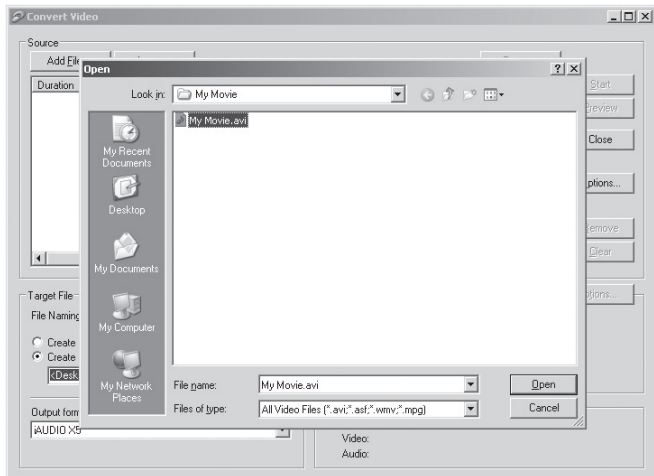 Convert Video
Source
Add File
Duration
Start
Preview
Close
ptions...
emove
Clear
ptions...
Open
Look in: My Movie
My Movie.avi
My Recent
Documents
Desktop
My Documents
My Computer
My Network
Places
File name: My Movie.avi Open
Files of type: All Video Files (*.avi;*.asf;*.wmv;*.mpg) Cancel
Target File
File Naming
Create
Create
<Desk
Output form
iAUDIO X5
Video:
Audio: